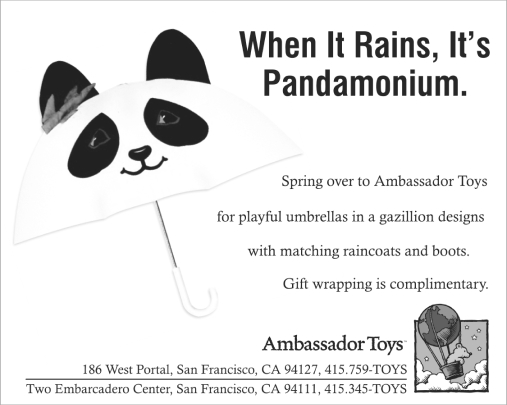 When It Rains, It's
Pandamonium.
Spring over to Ambassador Toys
for playful umbrellas in a gazillion designs
with matching raincoats and boots.
Gift wrapping is complimentary.
Ambassador Toys™
186 West Portal, San Francisco, CA 94127, 415.759-TOYS
Two Embarcadero Center, San Francisco, CA 94111, 415.345-TOYS